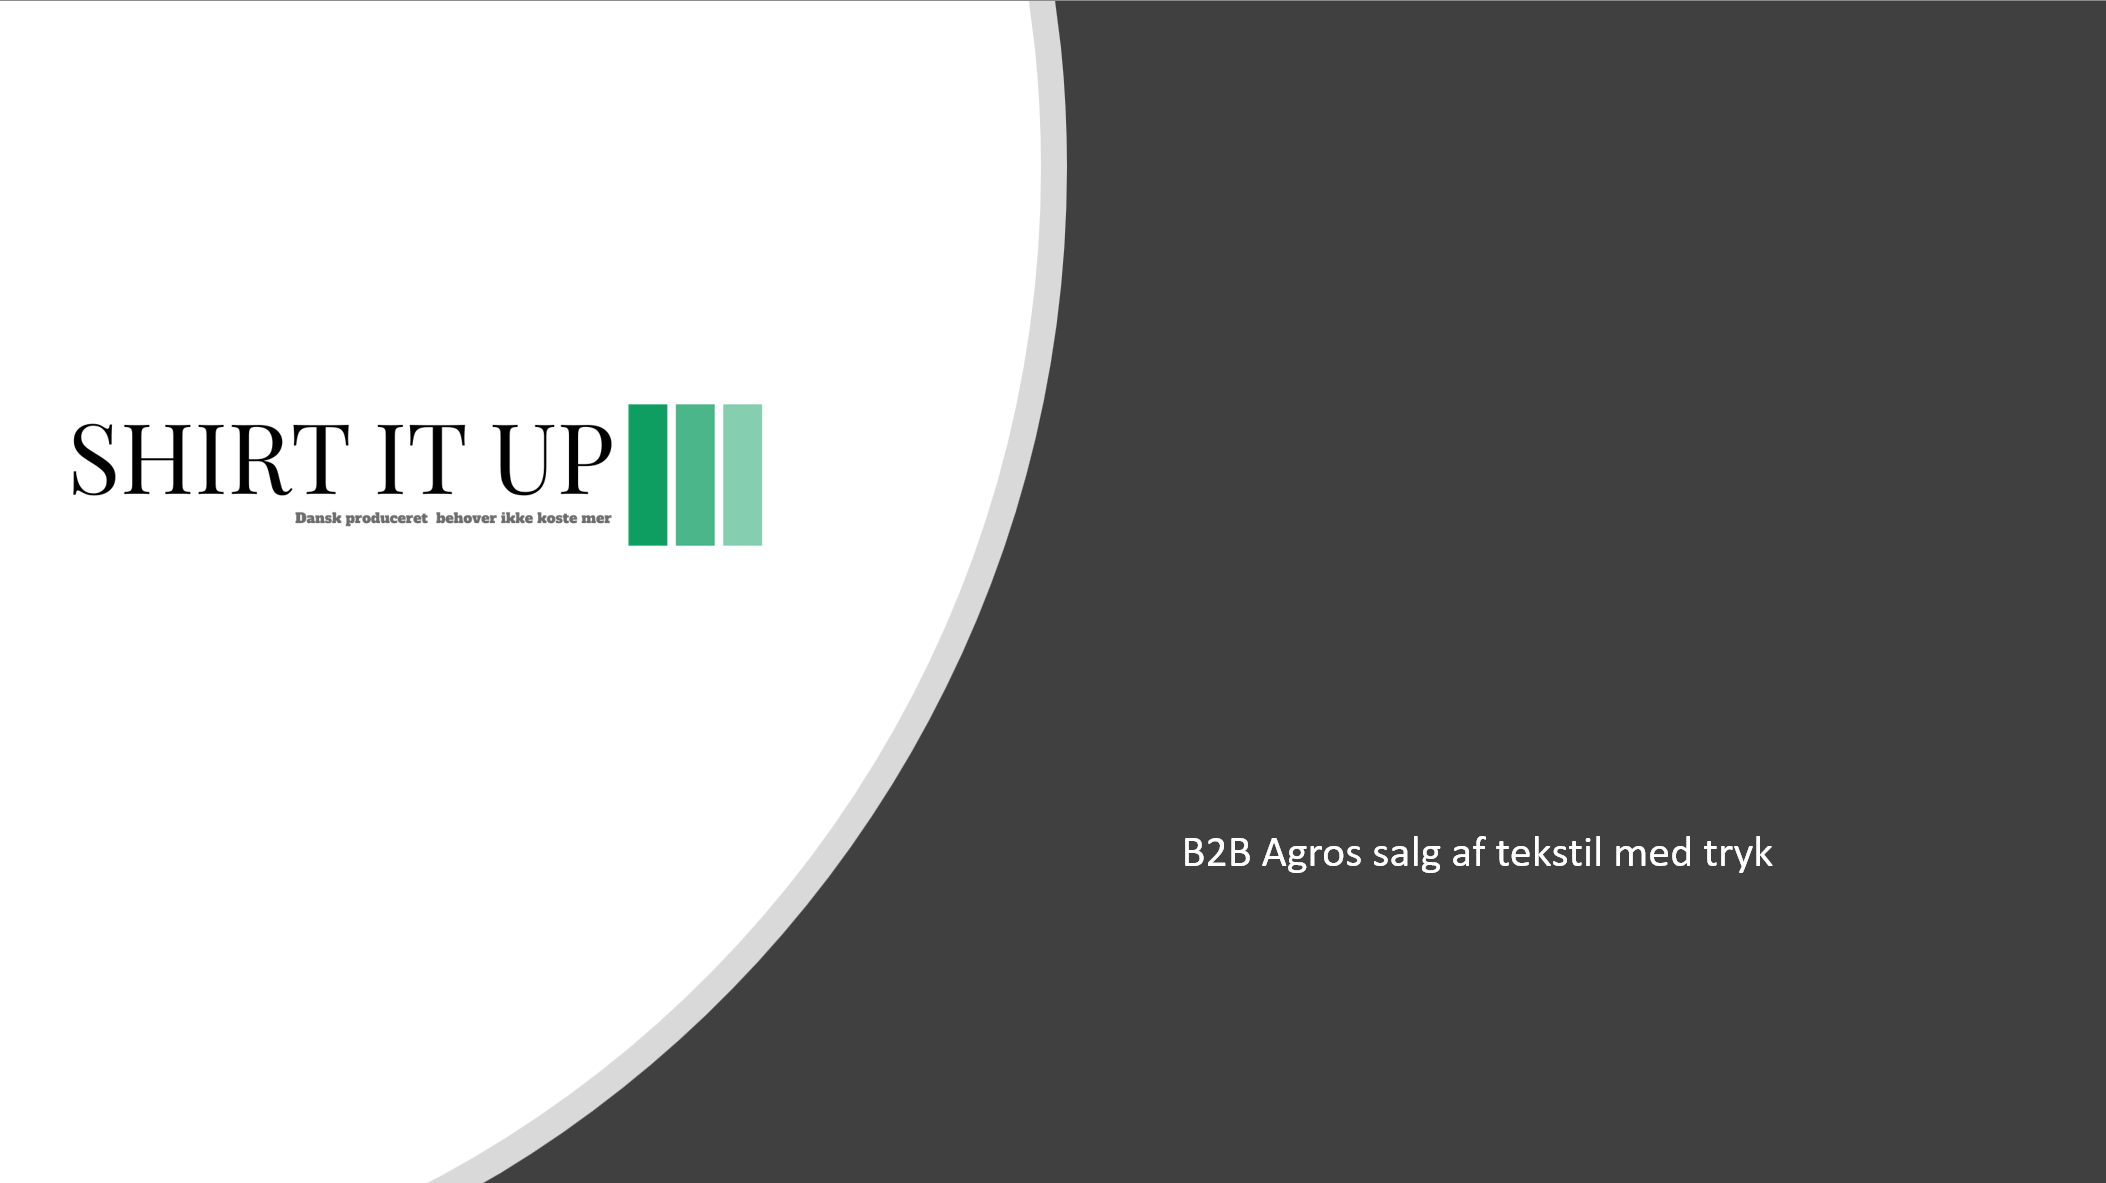 SHIRT IT UP
Dansk produceret behover ikke koste mer
B2B Agros salg af tekstil med tryk